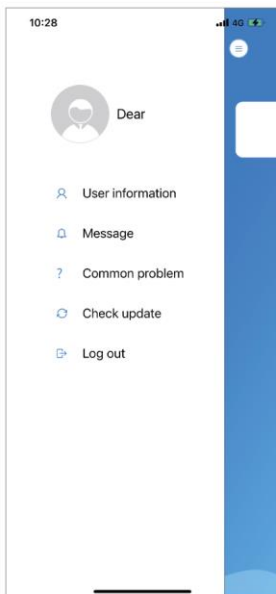 10:28
4G
Dear
User information
Message
? Common problem
Check update
Log out